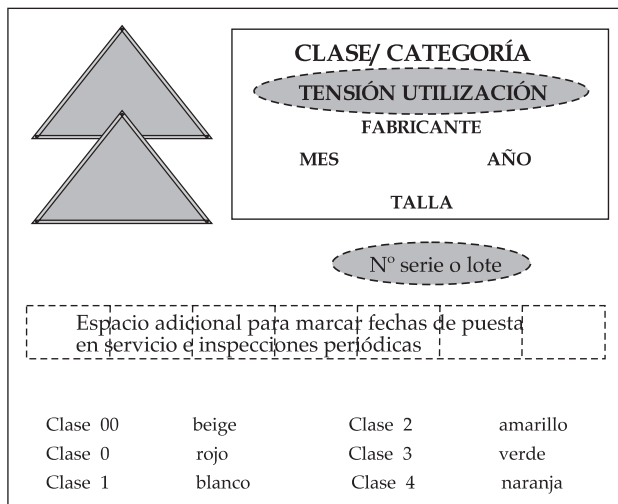 CLASE/ CATEGORÍA
TENSIÓN UTILIZACIÓN
FABRICANTE
MES AÑO
TALLA
Nº serie o lote
Espacio adicional para marcar fechas de puesta
en servicio e inspecciones periódicas
Clase 00 beige Clase 2 amarillo
Clase 0 rojo Clase 3 verde
Clase 1 blanco Clase 4 naranja